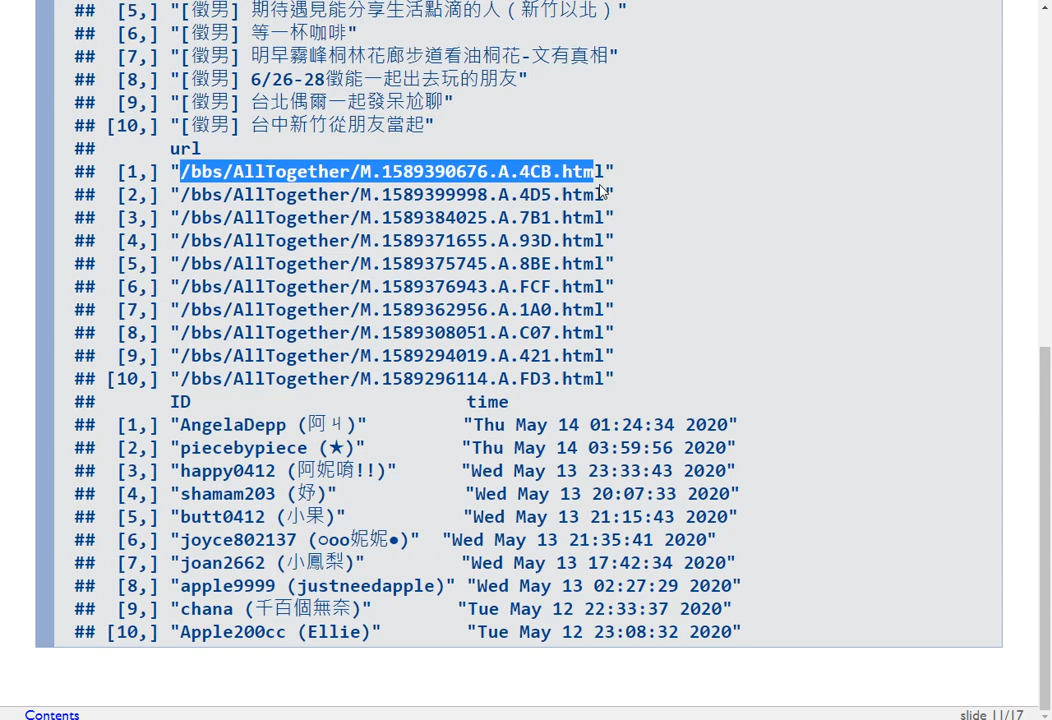 ##  [5,] "[徵男] 期待遇見能分享生活點滴的人（新竹以北）"
##  [6,] "[徵男] 等一杯咖啡"
##  [7,] "[徵男] 明早霧峰桐林花廊步道看油桐花-文有真相"
##  [8,] "[徵男] 6/26-28徵能一起出去玩的朋友"
##  [9,] "[徵男] 台北偶爾一起發呆尬聊"
## [10,] "[徵男] 台中新竹從朋友當起"
##       url
##  [1,] "/bbs/AllTogether/M.1589390676.A.4CB.html"
##  [2,] "/bbs/AllTogether/M.1589399998.A.4D5.html"
##  [3,] "/bbs/AllTogether/M.1589384025.A.7B1.html"
##  [4,] "/bbs/AllTogether/M.1589371655.A.93D.html"
##  [5,] "/bbs/AllTogether/M.1589375745.A.8BE.html"
##  [6,] "/bbs/AllTogether/M.1589376943.A.FCF.html"
##  [7,] "/bbs/AllTogether/M.1589362956.A.1A0.html"
##  [8,] "/bbs/AllTogether/M.1589308051.A.C07.html"
##  [9,] "/bbs/AllTogether/M.1589294019.A.421.html"
## [10,] "/bbs/AllTogether/M.1589296114.A.FD3.html"
##       ID                          time
##  [1,] "AngelaDepp (阿ㄐ)"         "Thu May 14 01:24:34 2020"
##  [2,] "piecebypiece (★)"         "Thu May 14 03:59:56 2020"
##  [3,] "happy0412 (阿妮唷!!)"      "Wed May 13 23:33:43 2020"
##  [4,] "shamam203 (妤)"            "Wed May 13 20:07:33 2020"
##  [5,] "butt0412 (小果)"           "Wed May 13 21:15:43 2020"
##  [6,] "joyce802137 (○oo妮妮●)"  "Wed May 13 21:35:41 2020"
##  [7,] "joan2662 (小鳳梨)"         "Wed May 13 17:42:34 2020"
##  [8,] "apple9999 (justneedapple)" "Wed May 13 02:27:29 2020"
##  [9,] "chana (千百個無奈)"        "Tue May 12 22:33:37 2020"
## [10,] "Apple200cc (Ellie)"        "Tue May 12 23:08:32 2020"
Contents
slide 11/17